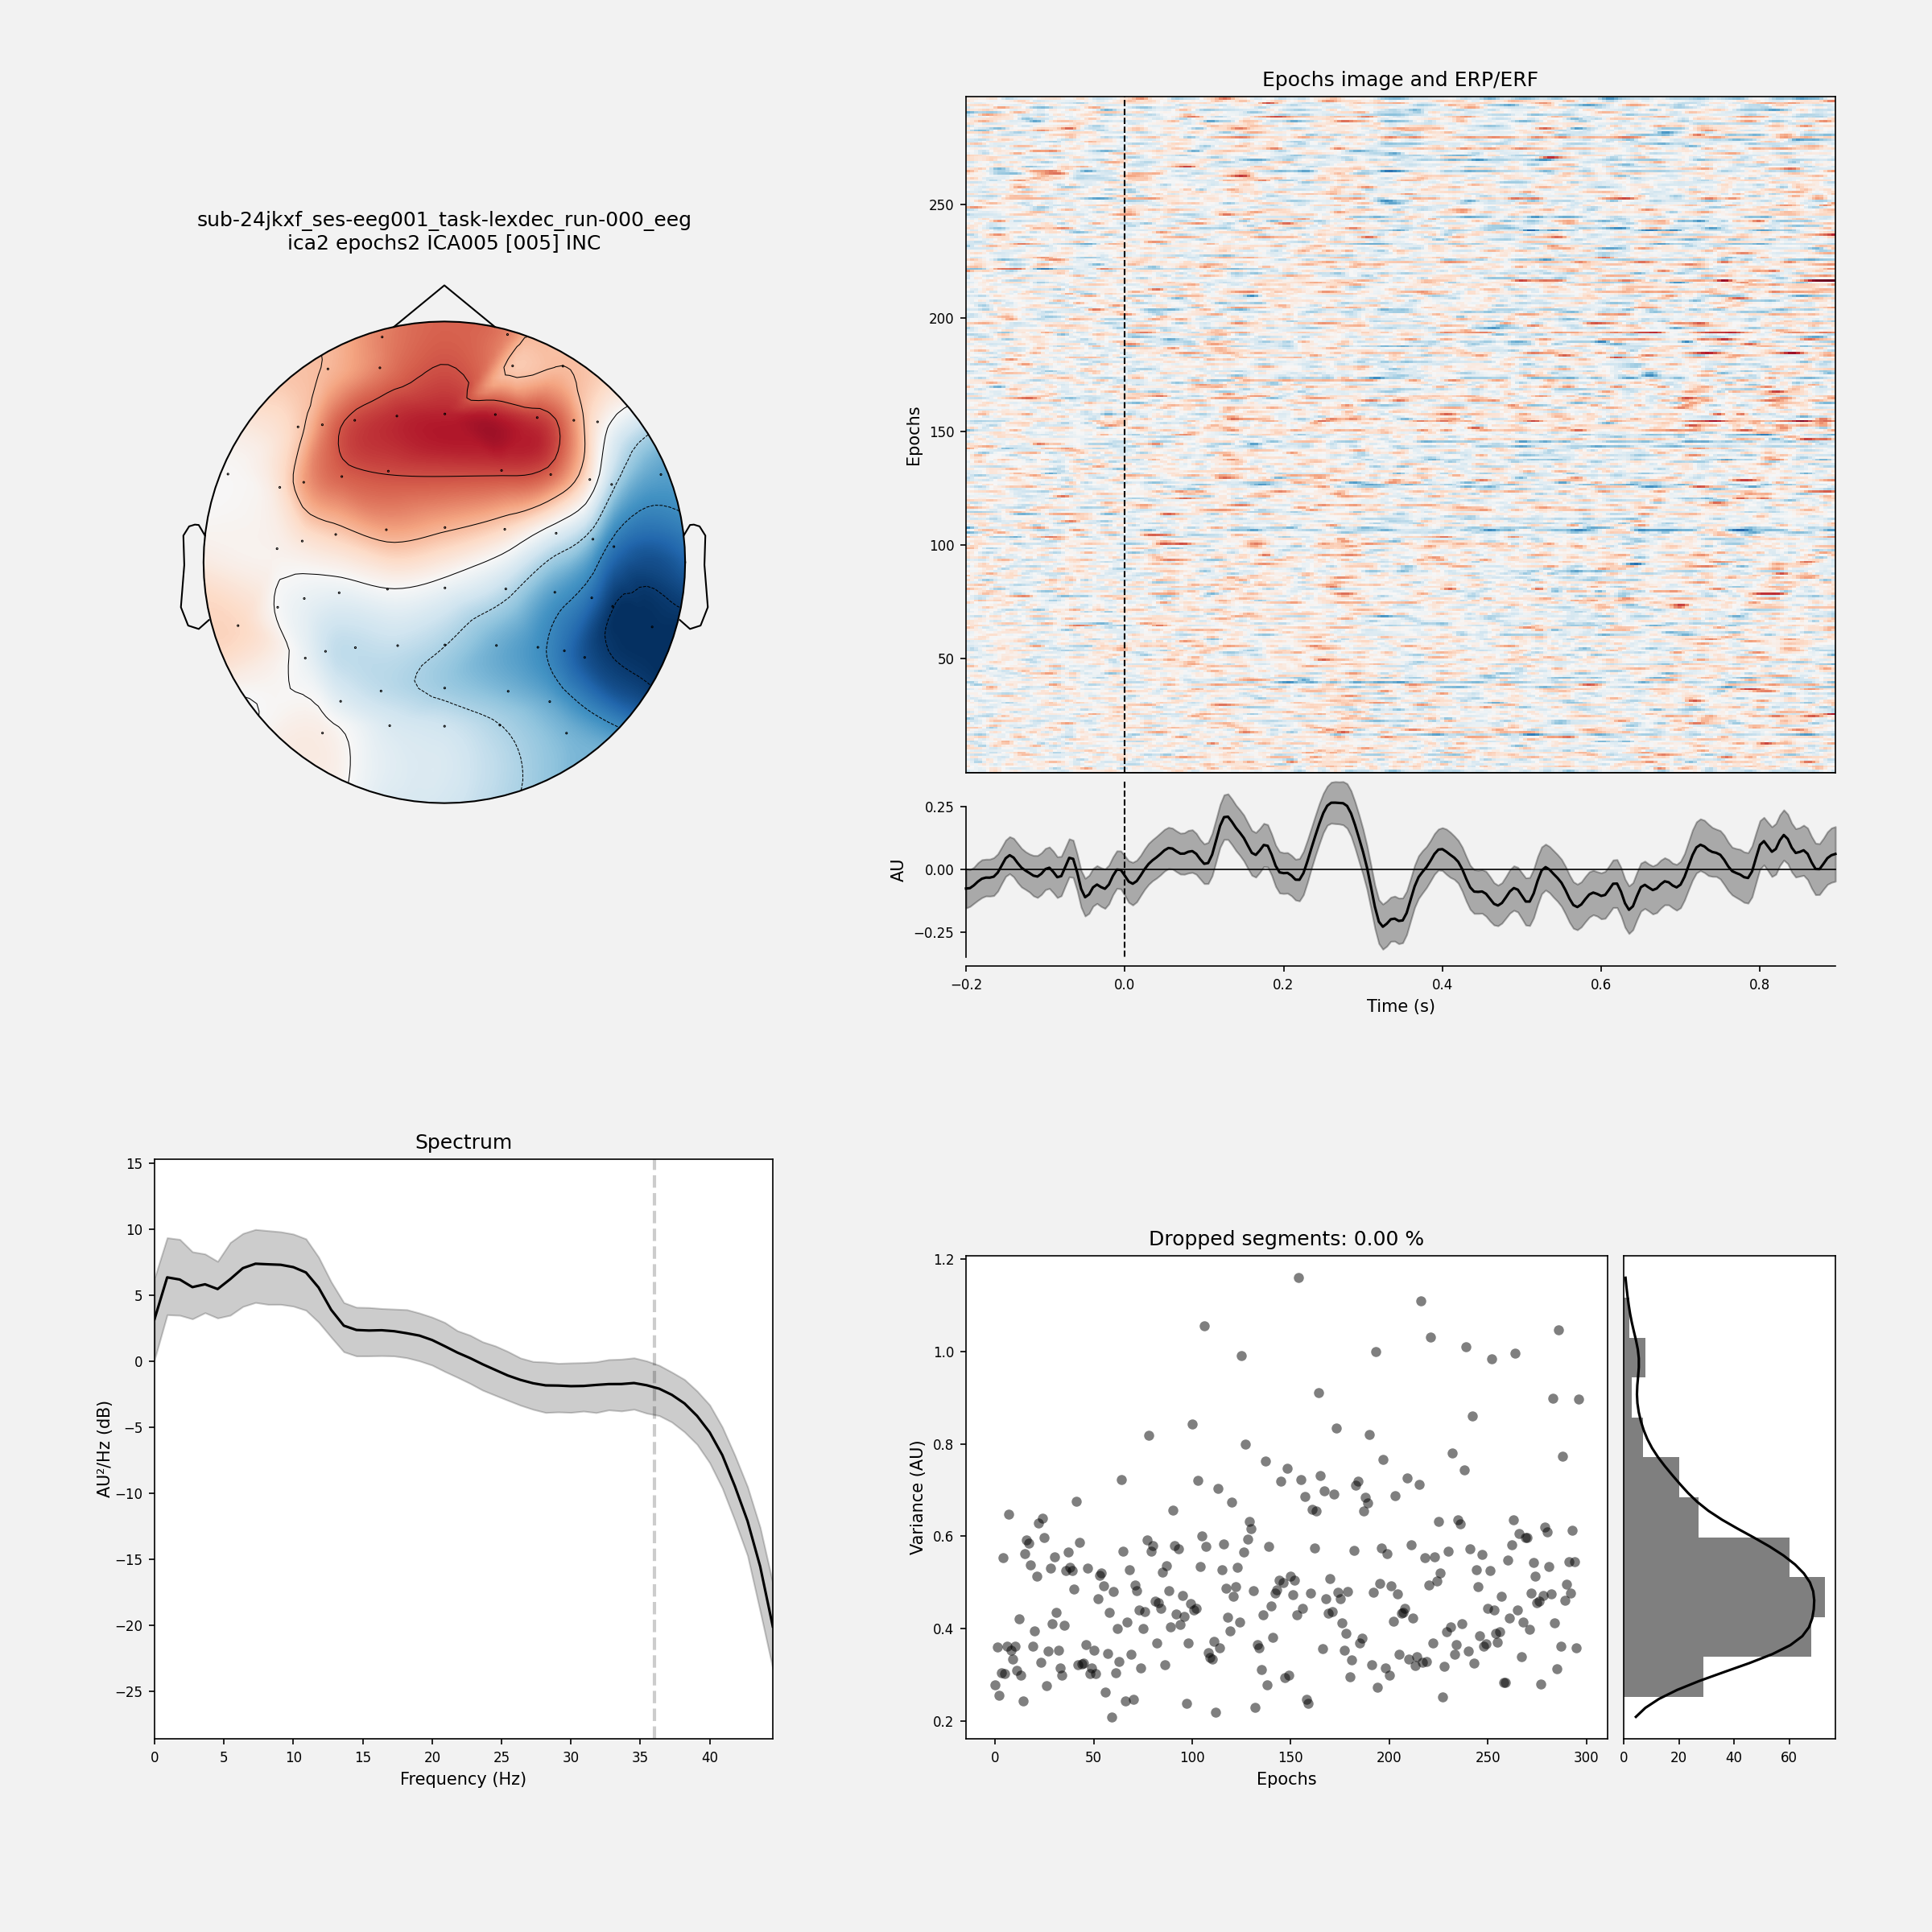 sub-24jkxf_ses-eeg001_task-lexdec_run-000_eeg
ica2 epochs2 ICA005 [005] INC
Epochs image and ERP/ERF
Epochs
250
200
150
100
50
AU
0.25
0.00
−0.25
−0.2 0.0 0.2 0.4 0.6 0.8
Time (s)
Spectrum
AU²/Hz (dB)
15
10
5
0
−5
−10
−15
−20
−25
0 5 10 15 20 25 30 35 40
Frequency (Hz)
Dropped segments: 0.00 %
Variance (AU)
1.2
1.0
0.8
0.6
0.4
0.2
0 50 100 150 200 250 300
Epochs
0 20 40 60